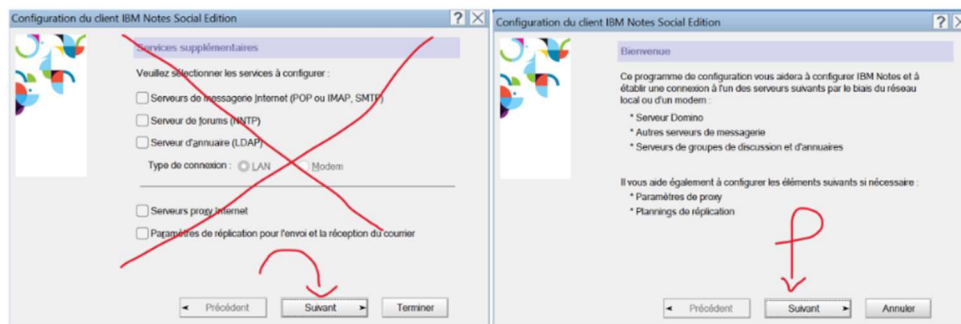 Configuration du client IBM Notes Social Edition
Services supplémentaires
Veuillez sélectionner les services à configurer :
Serveurs de messagerie Internet (POP ou IMAP, SMTP)
Serveur de forums (NNTP)
Serveur d'annuaire (LDAP)
Type de connexion : LAN Modem
Serveurs proxy Internet
Paramètres de réplication pour l'envoi et la réception du courrier
Précédent Suivant Terminer
Configuration du client IBM Notes Social Edition
Bienvenue
Ce programme de configuration vous aidera à configurer IBM Notes et à
établir une connexion à l'un des serveurs suivants par le biais du réseau
local ou d'un modem :
* Serveur Domino
* Autres serveurs de messagerie
* Serveurs de groupes de discussion et d'annuaires
Il vous aide également à configurer les éléments suivants si nécessaire :
* Paramètres de proxy
* Plannings de réplication
Précédent Suivant Annuler